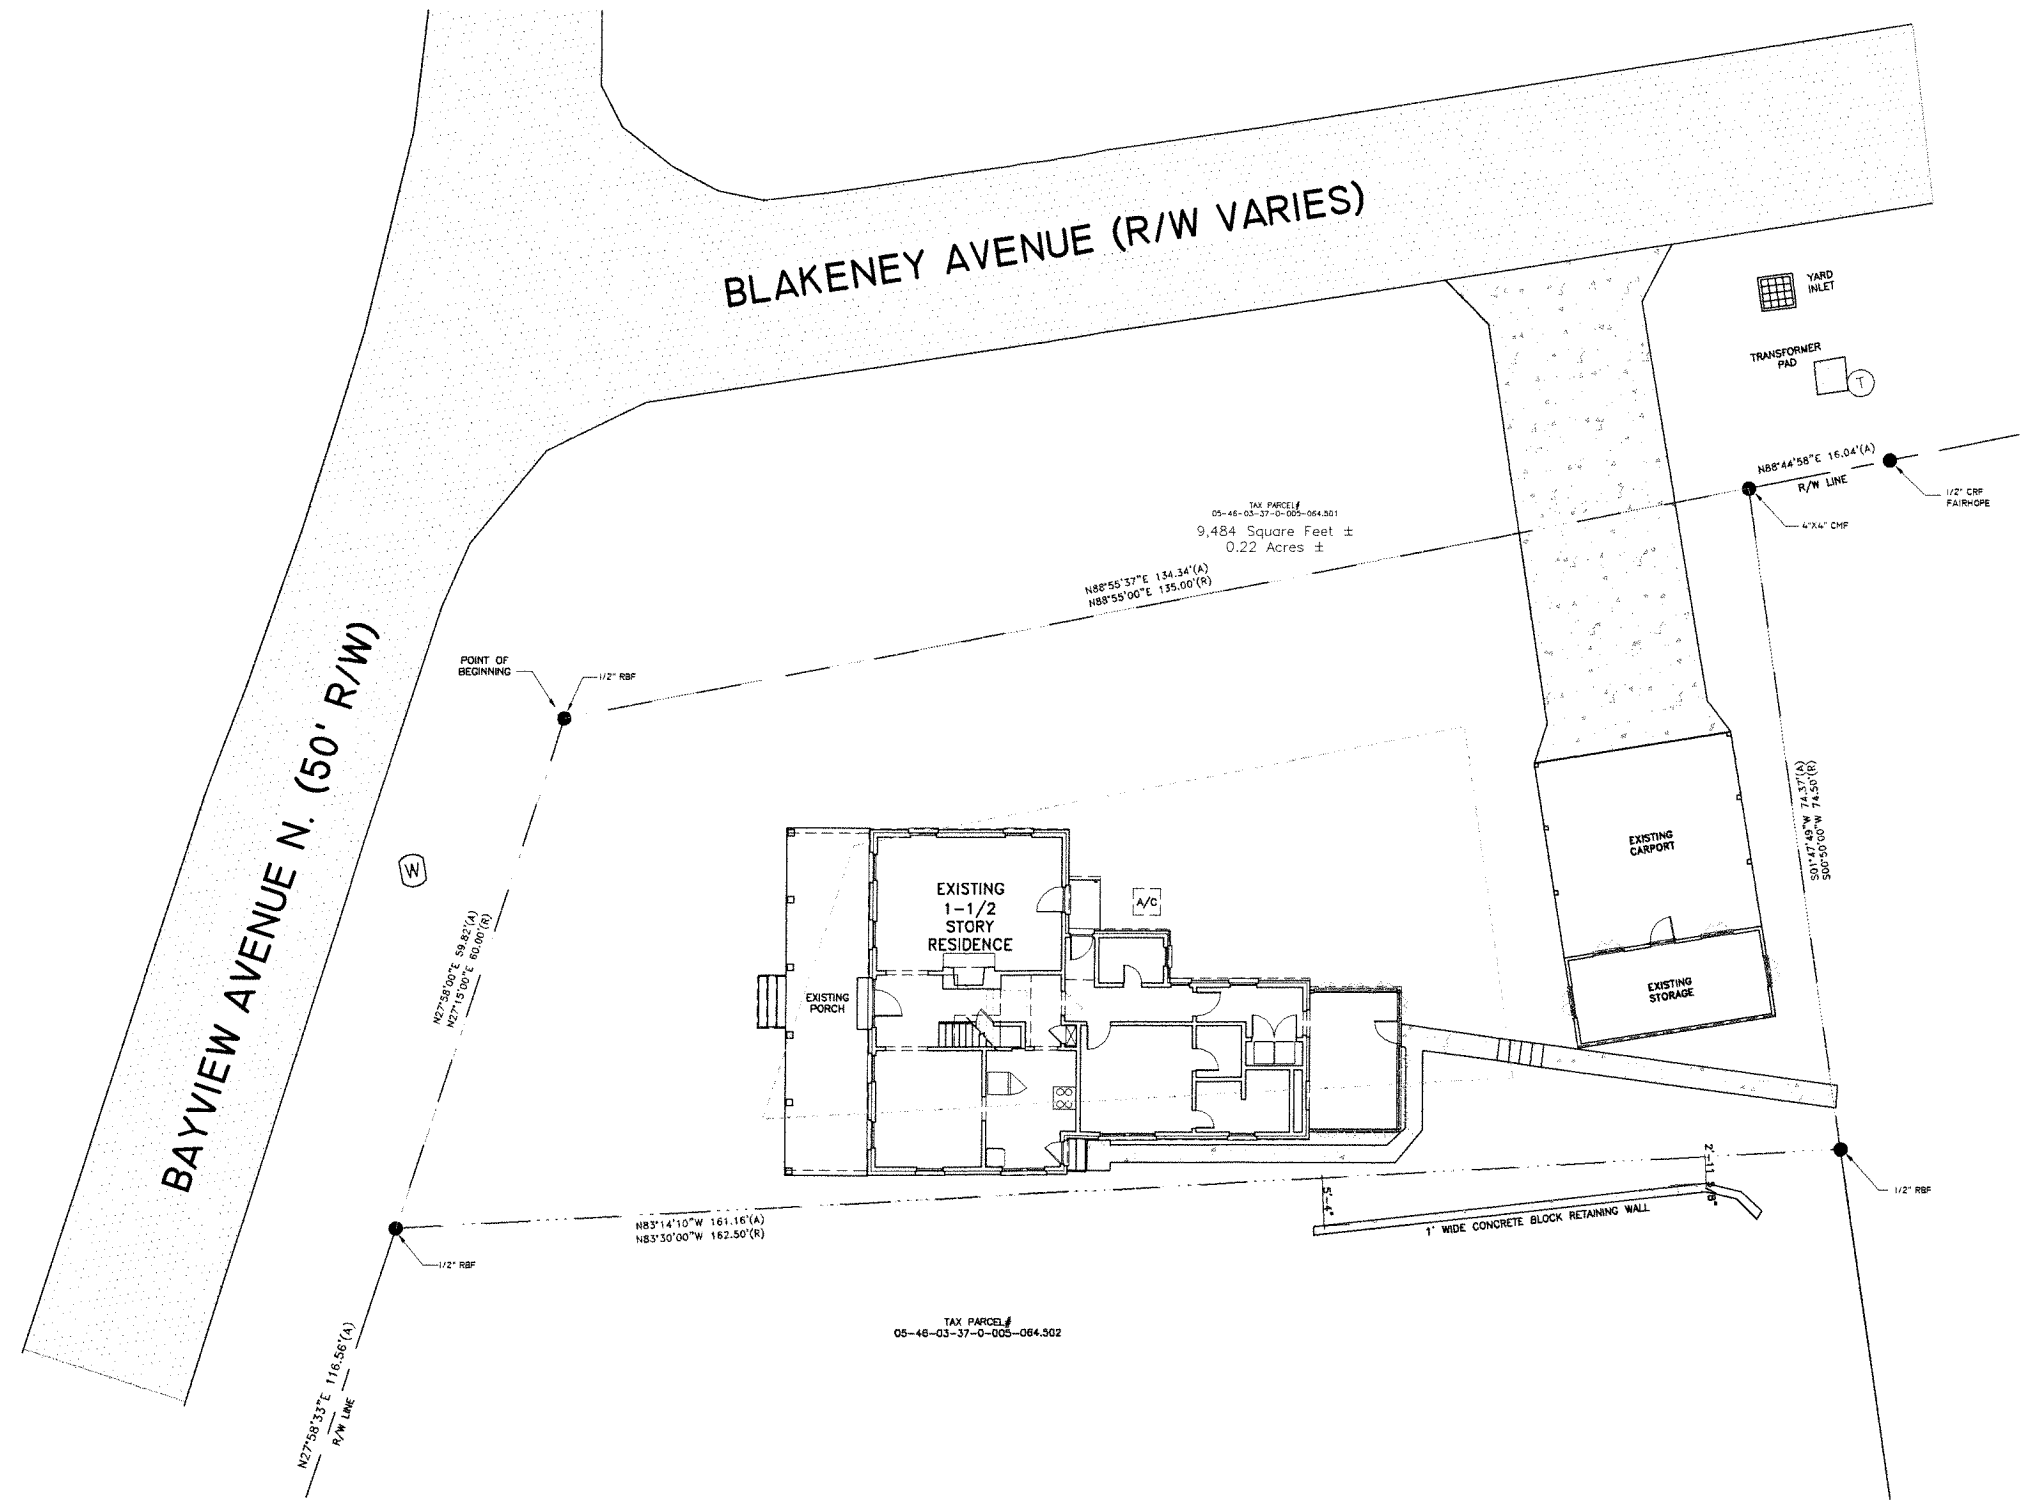 BLAKENEY AVENUE (R/W VARIES)
YARD
INLET
TRANSFORMER
PAD
T
N88°44'58"E 16.04'(A)
R/W LINE
1/2" CRF
FAIRHOPE
4"X4" CMF
TAX PARCEL#
05-46-03-37-0-005-064.501
9,484 Square Feet ±
0.22 Acres ±
N88°55'37"E 134.34'(A)
N88°55'00"E 135.00'(R)
POINT OF
BEGINNING
1/2" RBF
BAYVIEW AVENUE N. (50' R/W)
W
N27°58'00"E 59.82'(A)
N27°15'00"E 60.00'(R)
EXISTING
1-1/2
STORY
RESIDENCE
A/C
EXISTING
PORCH
EXISTING
CARPORT
EXISTING
STORAGE
S01°47'49"W 74.37'(A)
S00°50'00"W 74.50'(R)
2'-11 5/8"
5'-4"
1' WIDE CONCRETE BLOCK RETAINING WALL
1/2" RBF
N83°14'10"W 161.16'(A)
N83°30'00"W 162.50'(R)
1/2" RBF
TAX PARCEL#
05-46-03-37-0-005-064.502
N27°58'33"E 116.56'(A)
R/W LINE